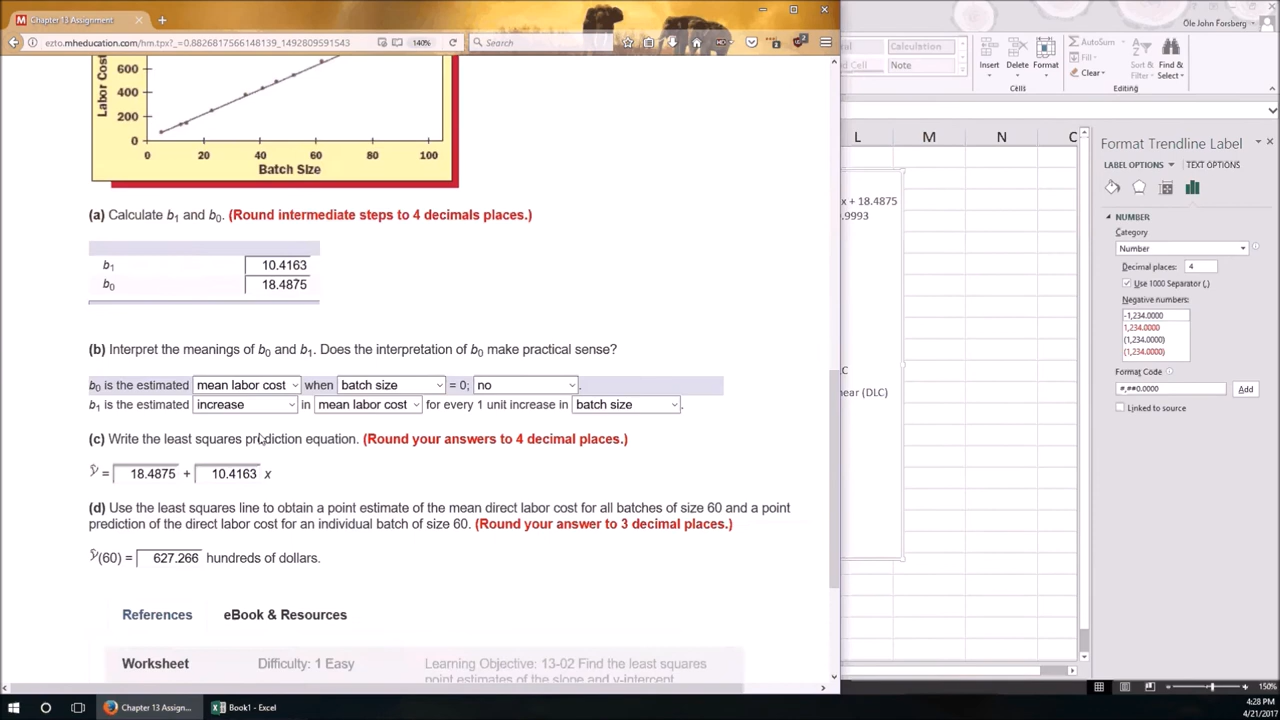 Chapter 13 Assignment
Ole John Forsberg
ezto.mheducation.com/hm.tpx?_=0.8826817566148139_1492809591543
140%
Search
Calculation
Note
Insert
Delete
Format
AutoSum
Fill
Clear
Sort &
Filter
Find &
Select
Cells
Editing
Labor Cost
600
400
200
0
0 20 40 60 80 100
Batch Size
L M N
x + 18.4875
.9993
C
near (DLC)
Format Trendline Label
LABEL OPTIONS
TEXT OPTIONS
NUMBER
Category
Number
Decimal places: 4
Use 1000 Separator (,)
Negative numbers:
-1,234.0000
1,234.0000
(1,234.0000)
(1,234.0000)
Format Code
#,##0.0000
Add
Linked to source
(a) Calculate b1 and b0. (Round intermediate steps to 4 decimals places.)
b1 10.4163
b0 18.4875
(b) Interpret the meanings of b0 and b1. Does the interpretation of b0 make practical sense?
b0 is the estimated mean labor cost when batch size = 0; no .
b1 is the estimated increase in mean labor cost for every 1 unit increase in batch size .
(c) Write the least squares prediction equation. (Round your answers to 4 decimal places.)
ŷ = 18.4875 + 10.4163 x
(d) Use the least squares line to obtain a point estimate of the mean direct labor cost for all batches of size 60 and a point
prediction of the direct labor cost for an individual batch of size 60. (Round your answer to 3 decimal places.)
ŷ(60) = 627.266 hundreds of dollars.
References
eBook & Resources
Worksheet
Difficulty: 1 Easy
Learning Objective: 13-02 Find the least squares
point estimates of the slope and y-intercept
150%
Chapter 13 Assign...
Book1 - Excel
4:28 PM
4/21/2017